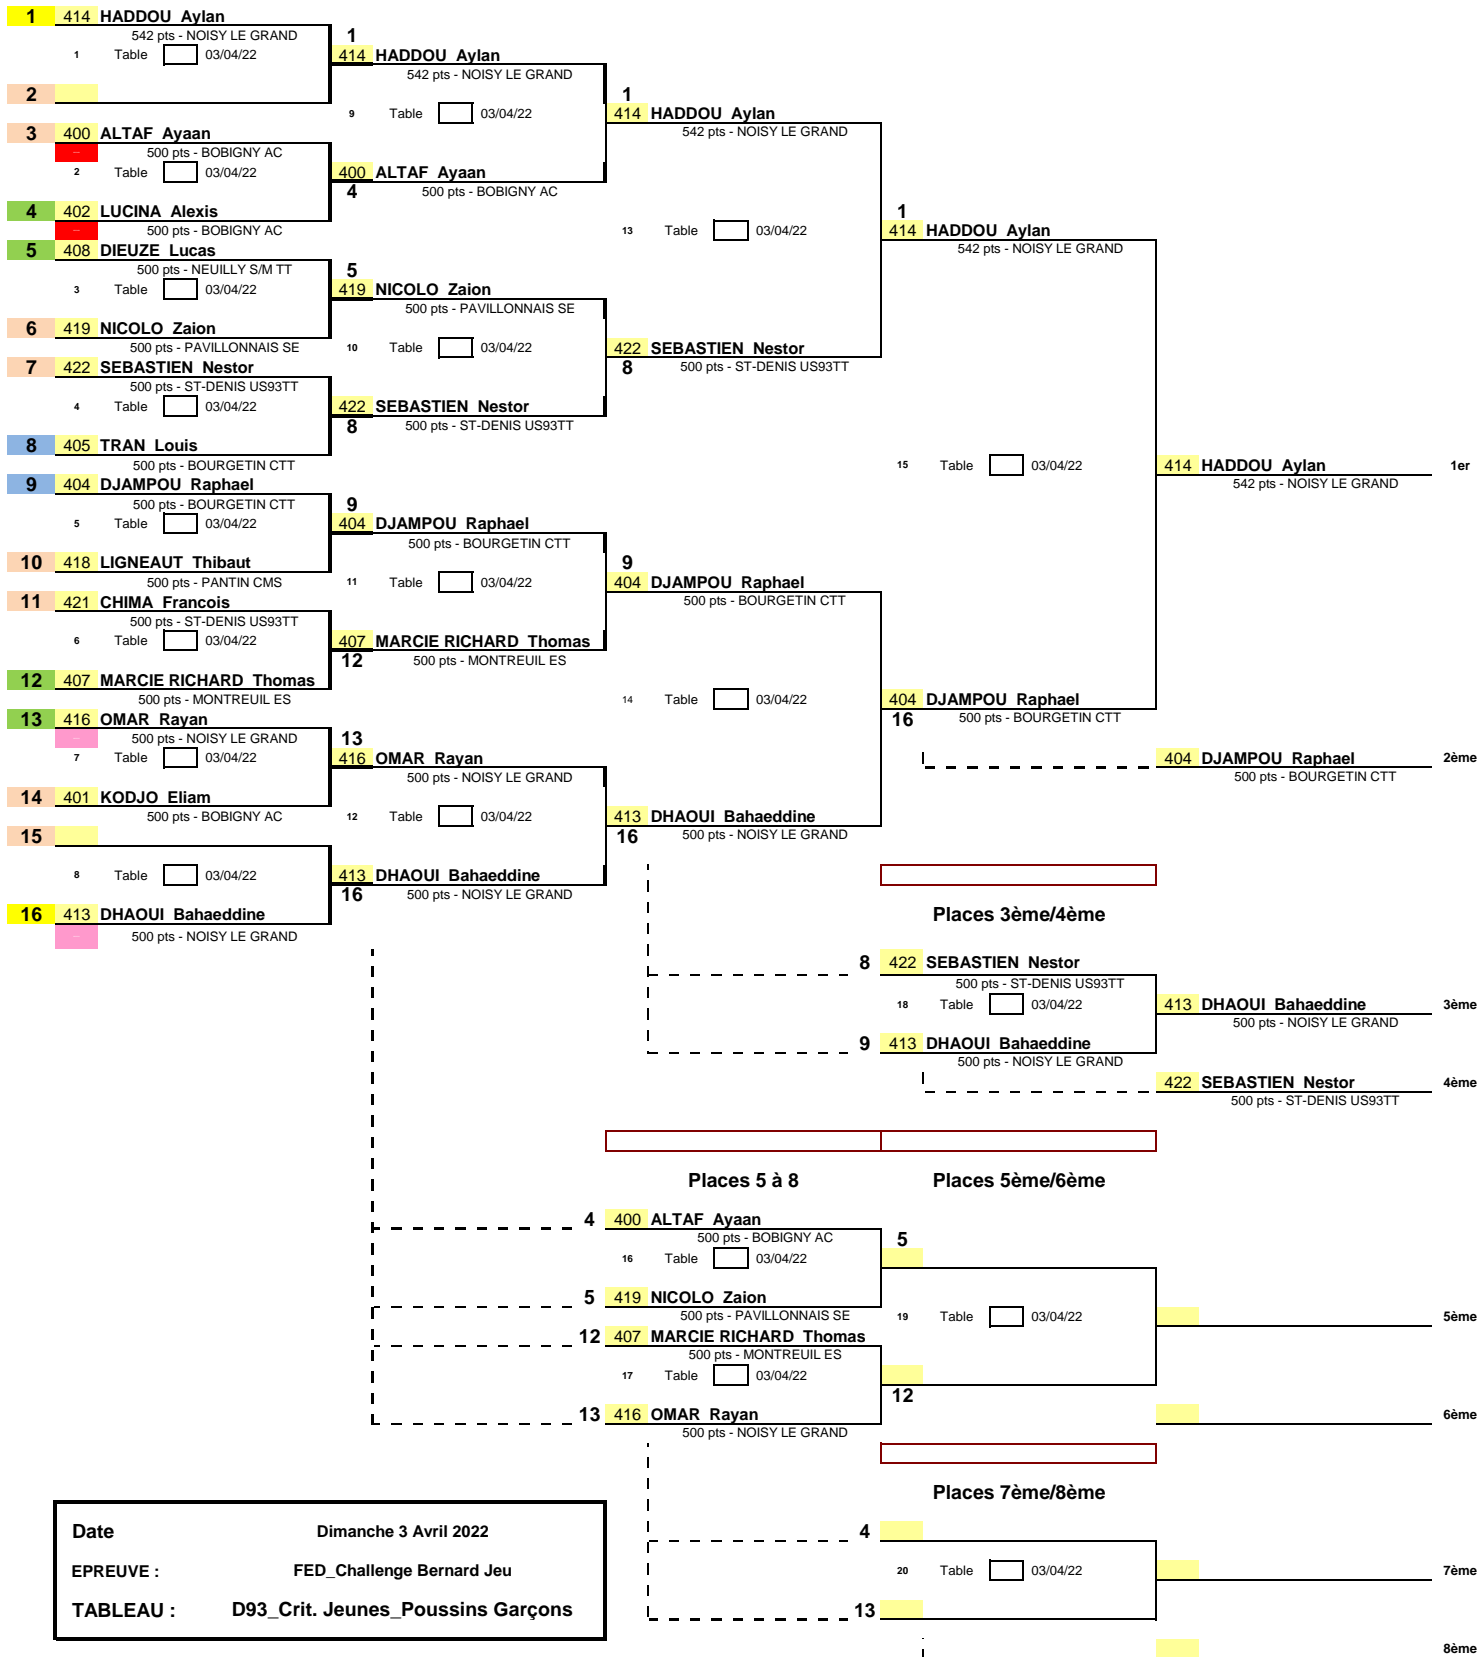 1 414 HADDOU Aylan
542 pts - NOISY LE GRAND 1
1 Table 03/04/22 414 HADDOU Aylan
542 pts - NOISY LE GRAND
2 1
9 Table 03/04/22 414 HADDOU Aylan
3 400 ALTAF Ayaan 542 pts - NOISY LE GRAND
500 pts - BOBIGNY AC
2 Table 03/04/22 400 ALTAF Ayaan
4 500 pts - BOBIGNY AC
4 402 LUCINA Alexis 1
500 pts - BOBIGNY AC 13 Table 03/04/22 414 HADDOU Aylan
5 408 DIEUZE Lucas 542 pts - NOISY LE GRAND
500 pts - NEUILLY S/M TT 5
3 Table 03/04/22 419 NICOLO Zaion
500 pts - PAVILLONNAIS SE
6 419 NICOLO Zaion
500 pts - PAVILLONNAIS SE 10 Table 03/04/22 422 SEBASTIEN Nestor
7 422 SEBASTIEN Nestor 8 500 pts - ST-DENIS US93TT
500 pts - ST-DENIS US93TT
4 Table 03/04/22 422 SEBASTIEN Nestor
8 500 pts - ST-DENIS US93TT
8 405 TRAN Louis
500 pts - BOURGETIN CTT 15 Table 03/04/22 414 HADDOU Aylan 1er
9 404 DJAMPOU Raphael 542 pts - NOISY LE GRAND
500 pts - BOURGETIN CTT 9
5 Table 03/04/22 404 DJAMPOU Raphael
500 pts - BOURGETIN CTT
10 418 LIGNEAUT Thibaut 9
500 pts - PANTIN CMS 11 Table 03/04/22 404 DJAMPOU Raphael
11 421 CHIMA Francois 500 pts - BOURGETIN CTT
500 pts - ST-DENIS US93TT
6 Table 03/04/22 407 MARCIE RICHARD Thomas
12 500 pts - MONTREUIL ES
12 407 MARCIE RICHARD Thomas
500 pts - MONTREUIL ES 14 Table 03/04/22 404 DJAMPOU Raphael
13 416 OMAR Rayan 16 500 pts - BOURGETIN CTT
500 pts - NOISY LE GRAND 13
7 Table 03/04/22 416 OMAR Rayan 404 DJAMPOU Raphael 2ème
500 pts - NOISY LE GRAND 500 pts - BOURGETIN CTT
14 401 KODJO Eliam
500 pts - BOBIGNY AC 12 Table 03/04/22 413 DHAOUI Bahaeddine
15 16 500 pts - NOISY LE GRAND
8 Table 03/04/22 413 DHAOUI Bahaeddine
16 500 pts - NOISY LE GRAND
16 413 DHAOUI Bahaeddine Places 3ème/4ème
500 pts - NOISY LE GRAND
8 422 SEBASTIEN Nestor
500 pts - ST-DENIS US93TT
18 Table 03/04/22 413 DHAOUI Bahaeddine 3ème
500 pts - NOISY LE GRAND
9 413 DHAOUI Bahaeddine
500 pts - NOISY LE GRAND
422 SEBASTIEN Nestor 4ème
500 pts - ST-DENIS US93TT
Places 5 à 8 Places 5ème/6ème
4 400 ALTAF Ayaan
500 pts - BOBIGNY AC 5
16 Table 03/04/22
5 419 NICOLO Zaion
500 pts - PAVILLONNAIS SE 19 Table 03/04/22 5ème
12 407 MARCIE RICHARD Thomas
500 pts - MONTREUIL ES
17 Table 03/04/22
12
13 416 OMAR Rayan 6ème
500 pts - NOISY LE GRAND
Places 7ème/8ème
Date Dimanche 3 Avril 2022 4
EPREUVE : FED_Challenge Bernard Jeu 20 Table 03/04/22 7ème
TABLEAU : D93_Crit. Jeunes_Poussins Garçons 13
8ème